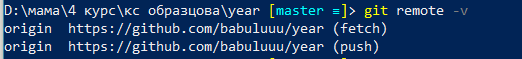 D:\мама\4 курс\кс образцова\year [master ≡]> git remote -v
origin  https://github.com/babuluuu/year (fetch)
origin  https://github.com/babuluuu/year (push)